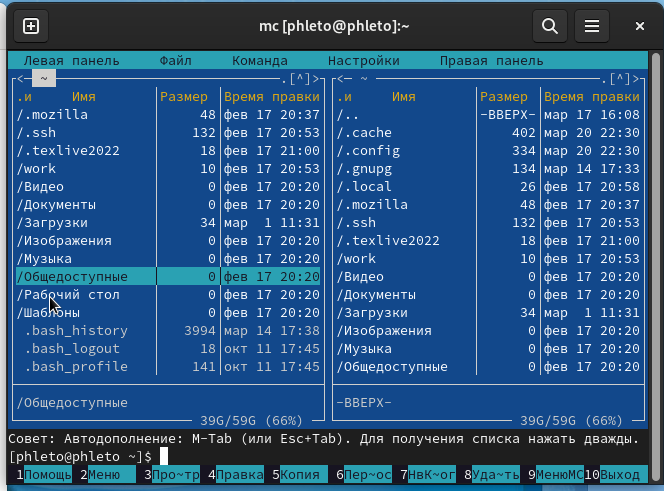 mc [phleto@phleto]:~
Левая панель Файл Команда Настройки Правая панель
<— ~ .[^]> <— ~ .[^]>
.и Имя Размер Время правки .и Имя Размер Время правки
/.mozilla 48 фев 17 20:37 /.. -ВВЕРХ- мар 17 16:08
/.ssh 132 фев 17 20:53 /.cache 402 мар 20 22:30
/.texlive2022 18 фев 17 21:00 /.config 334 мар 20 22:30
/work 10 фев 17 20:53 /.gnupg 134 мар 14 17:33
/Видео 0 фев 17 20:20 /.local 26 фев 17 20:58
/Документы 0 фев 17 20:20 /.mozilla 48 фев 17 20:37
/Загрузки 34 мар 1 11:31 /.ssh 132 фев 17 20:53
/Изображения 0 фев 17 20:20 /.texlive2022 18 фев 17 21:00
/Музыка 0 фев 17 20:20 /work 10 фев 17 20:53
/Общедоступные 0 фев 17 20:20 /Видео 0 фев 17 20:20
/Рабочий стол 0 фев 17 20:20 /Документы 0 фев 17 20:20
/Шаблоны 0 фев 17 20:20 /Загрузки 34 мар 1 11:31
.bash_history 3994 мар 14 17:38 /Изображения 0 фев 17 20:20
.bash_logout 18 окт 11 17:45 /Музыка 0 фев 17 20:20
.bash_profile 141 окт 11 17:45 /Общедоступные 0 фев 17 20:20
/Общедоступные -ВВЕРХ-
39G/59G (66%) 39G/59G (66%)
Совет: Автодополнение: M-Tab (или Esc+Tab). Для получения списка нажать дважды.
[phleto@phleto ~]$
1Помощь 2Меню 3Про~тр 4Правка 5Копия 6Пер~ос 7НвК~ог 8Уда~ть 9МенюMC 10Выход